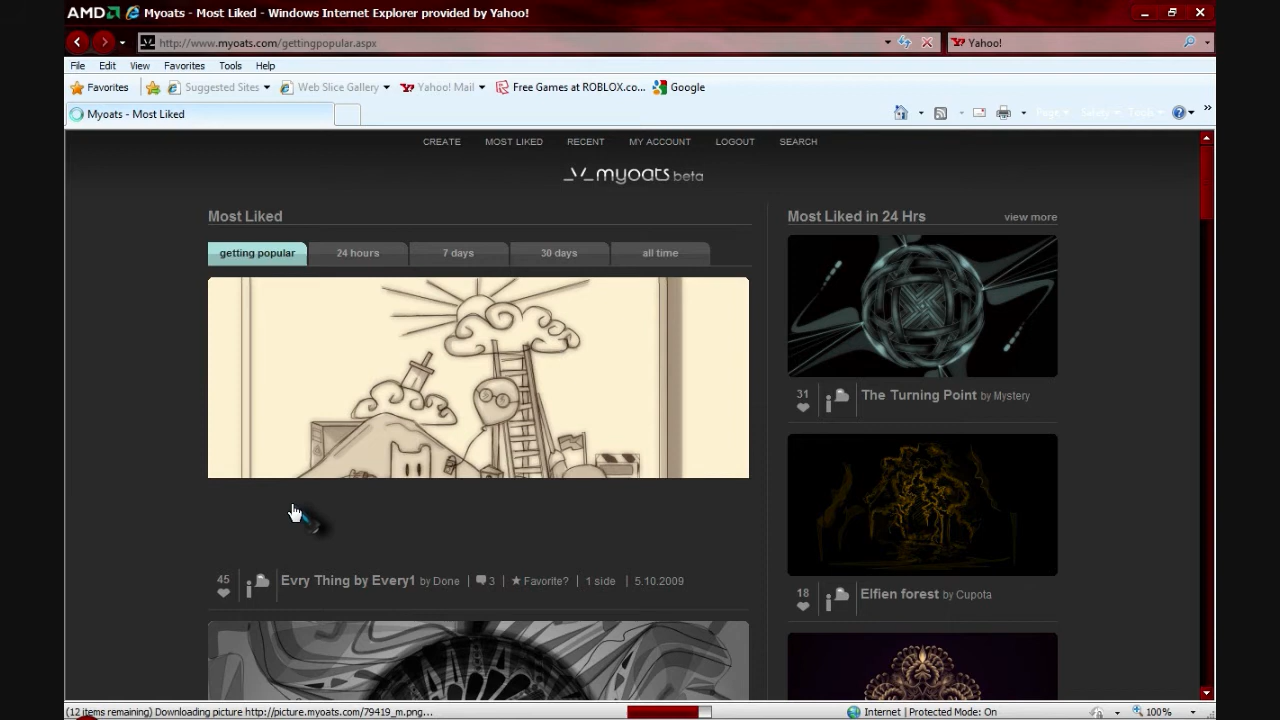 AMD Myoats - Most Liked - Windows Internet Explorer provided by Yahoo!
http://www.myoats.com/gettingpopular.aspx
Yahoo!
File Edit View Favorites Tools Help
Favorites Suggested Sites Web Slice Gallery Yahoo! Mail Free Games at ROBLOX.co... Google
Myoats - Most Liked
Page Safety Tools
CREATE MOST LIKED RECENT MY ACCOUNT LOGOUT SEARCH
myoats beta
Most Liked
getting popular 24 hours 7 days 30 days all time
45
Evry Thing by Every1 by Done 3 Favorite? 1 side 5.10.2009
Most Liked in 24 Hrs view more
31
The Turning Point by Mystery
18
Elfien forest by Cupota
(12 items remaining) Downloading picture http://picture.myoats.com/79419_m.png...
Internet | Protected Mode: On
100%